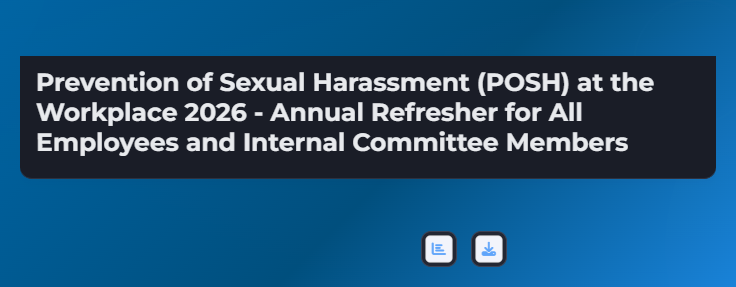 Prevention of Sexual Harassment (POSH) at the
Workplace 2026 - Annual Refresher for All
Employees and Internal Committee Members